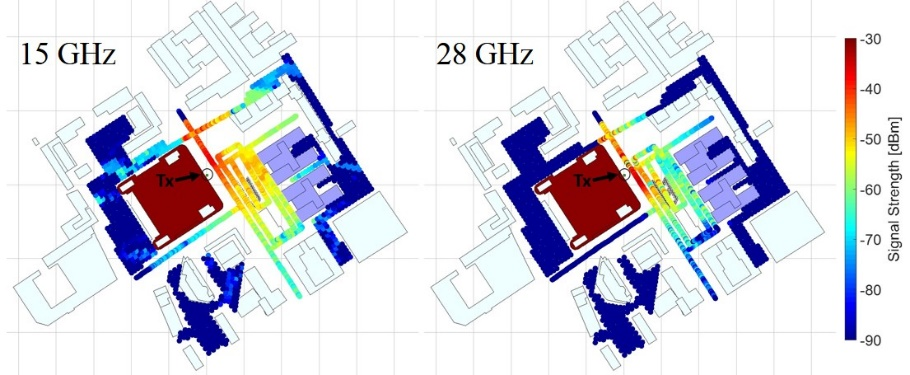 15 GHz
28 GHz
Tx
Tx
-30
-40
-50
-60
-70
-80
-90
Signal Strength [dBm]